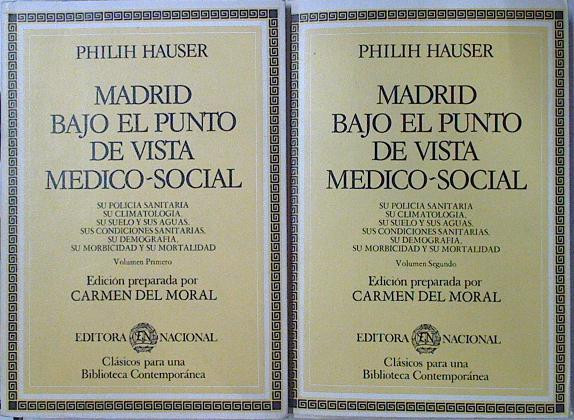 PHILIH HAUSER
MADRID
BAJO EL PUNTO
DE VISTA
MEDICO-SOCIAL
SU POLICIA SANITARIA
SU CLIMATOLOGIA,
SU SUELO Y SUS AGUAS,
SUS CONDICIONES SANITARIAS,
SU DEMOGRAFIA,
SU MORBICIDAD Y SU MORTALIDAD
Volumen Primero
Edición preparada por
CARMEN DEL MORAL
EDITORA EN NACIONAL
Clásicos para una
Biblioteca Contemporánea
PHILIH HAUSER
MADRID
BAJO EL PUNTO
DE VISTA
MEDICO-SOCIAL
SU POLICIA SANITARIA
SU CLIMATOLOGIA,
SU SUELO Y SUS AGUAS,
SUS CONDICIONES SANITARIAS,
SU DEMOGRAFIA,
SU MORBICIDAD Y SU MORTALIDAD
Volumen Segundo
Edición preparada por
CARMEN DEL MORAL
EDITORA EN NACIONAL
Clásicos para una
Biblioteca Contemporánea